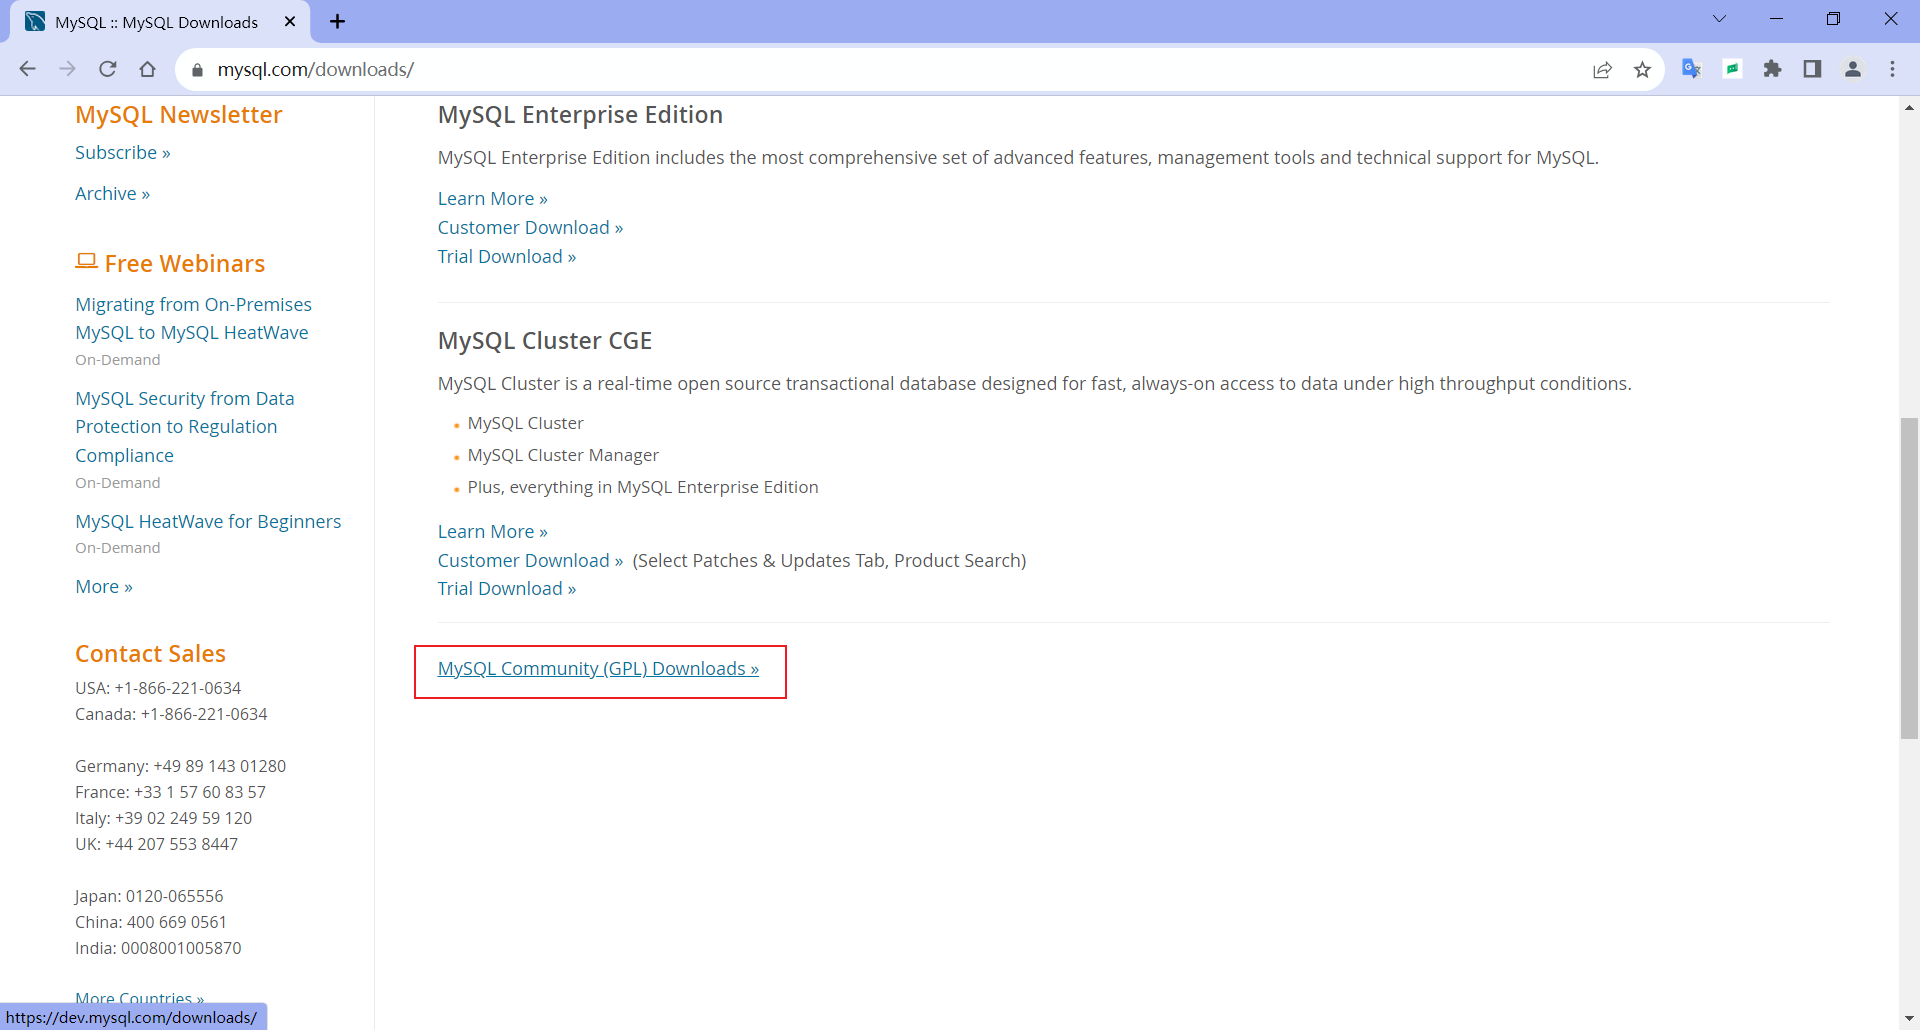 MySQL :: MySQL Downloads
mysql.com/downloads/
MySQL Newsletter
Subscribe »
Archive »
Free Webinars
Migrating from On-Premises
MySQL to MySQL HeatWave
On-Demand
MySQL Security from Data
Protection to Regulation
Compliance
On-Demand
MySQL HeatWave for Beginners
On-Demand
More »
Contact Sales
USA: +1-866-221-0634
Canada: +1-866-221-0634
Germany: +49 89 143 01280
France: +33 1 57 60 83 57
Italy: +39 02 249 59 120
UK: +44 207 553 8447
Japan: 0120-065556
China: 400 669 0561
India: 0008001005870
More Countries »
MySQL Enterprise Edition
MySQL Enterprise Edition includes the most comprehensive set of advanced features, management tools and technical support for MySQL.
Learn More »
Customer Download »
Trial Download »
MySQL Cluster CGE
MySQL Cluster is a real-time open source transactional database designed for fast, always-on access to data under high throughput conditions.
MySQL Cluster
MySQL Cluster Manager
Plus, everything in MySQL Enterprise Edition
Learn More »
Customer Download » (Select Patches & Updates Tab, Product Search)
Trial Download »
MySQL Community (GPL) Downloads »
https://dev.mysql.com/downloads/